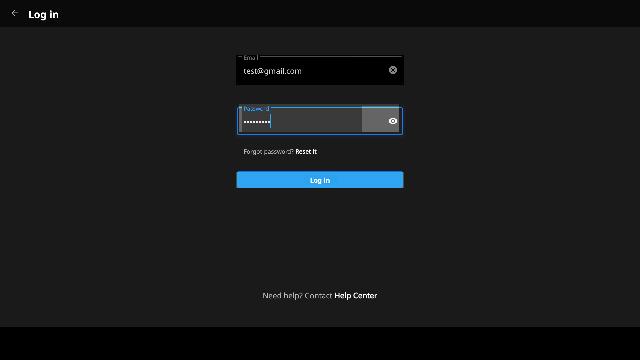 Log in
Email
test@gmail.com
Password
•••••••••
Forgot password? Reset it
Log in
Need help? Contact Help Center